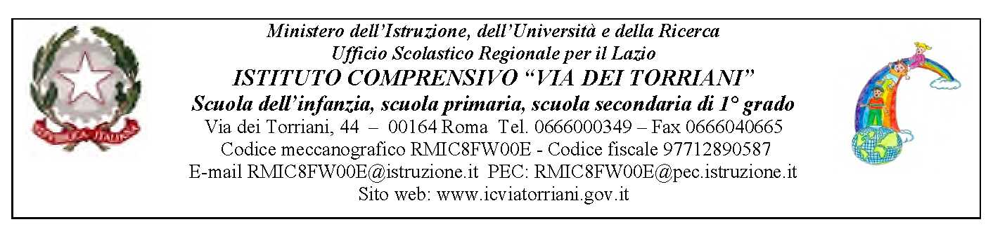 Ministero dell’Istruzione, dell’Università e della Ricerca
Ufficio Scolastico Regionale per il Lazio
ISTITUTO COMPRENSIVO “VIA DEI TORRIANI”
Scuola dell’infanzia, scuola primaria, scuola secondaria di 1° grado
Via dei Torriani, 44 – 00164 Roma Tel. 0666000349 – Fax 0666040665
Codice meccanografico RMIC8FW00E - Codice fiscale 97712890587
E-mail RMIC8FW00E@istruzione.it PEC: RMIC8FW00E@pec.istruzione.it
Sito web: www.icviatorriani.gov.it
ITALIANA